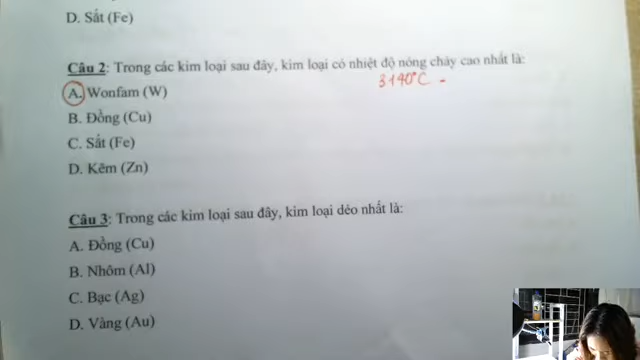 D. Sắt (Fe)
Câu 2: Trong các kim loại sau đây, kim loại có nhiệt độ nóng chảy cao nhất là:
3140°C -
A. Wonfam (W)
B. Đồng (Cu)
C. Sắt (Fe)
D. Kẽm (Zn)
Câu 3: Trong các kim loại sau đây, kim loại dẻo nhất là:
A. Đồng (Cu)
B. Nhôm (Al)
C. Bạc (Ag)
D. Vàng (Au)